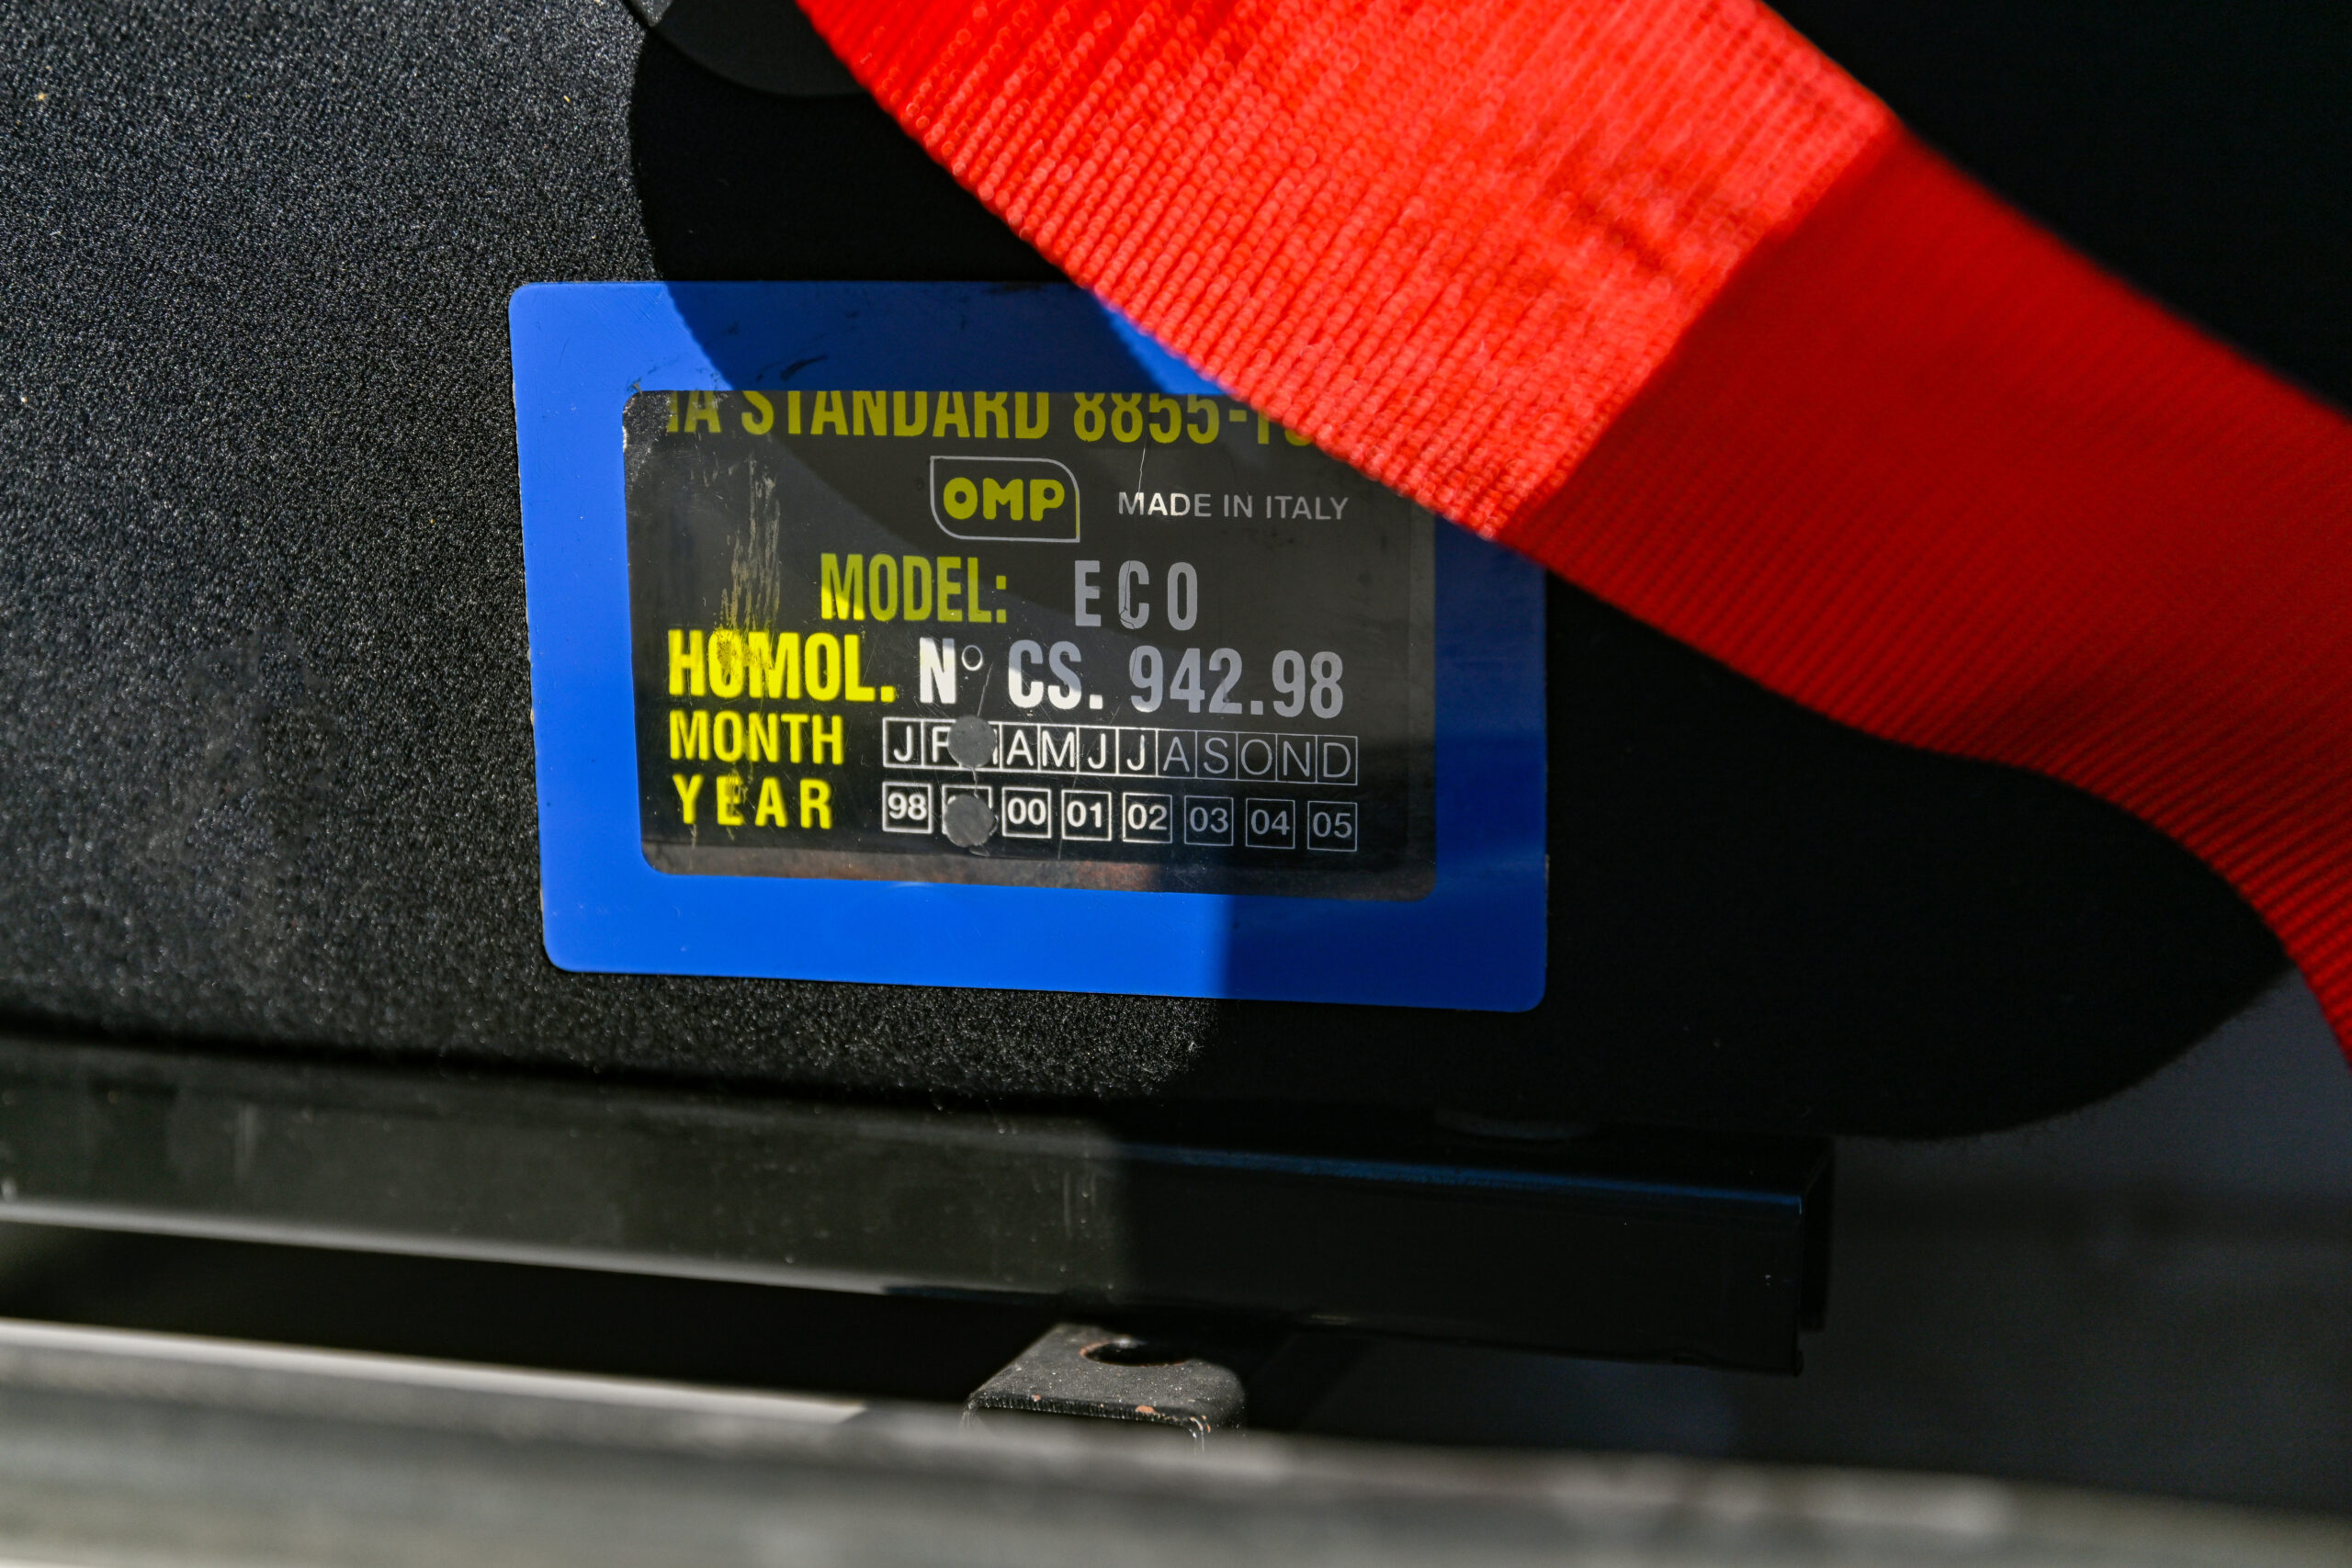 STANDARD 8855-
OMP MADE IN ITALY
MODEL: ECO
HOMOL. N° CS. 942.98
MONTH J F A M J J A S O N D
YEAR 98 00 01 02 03 04 05